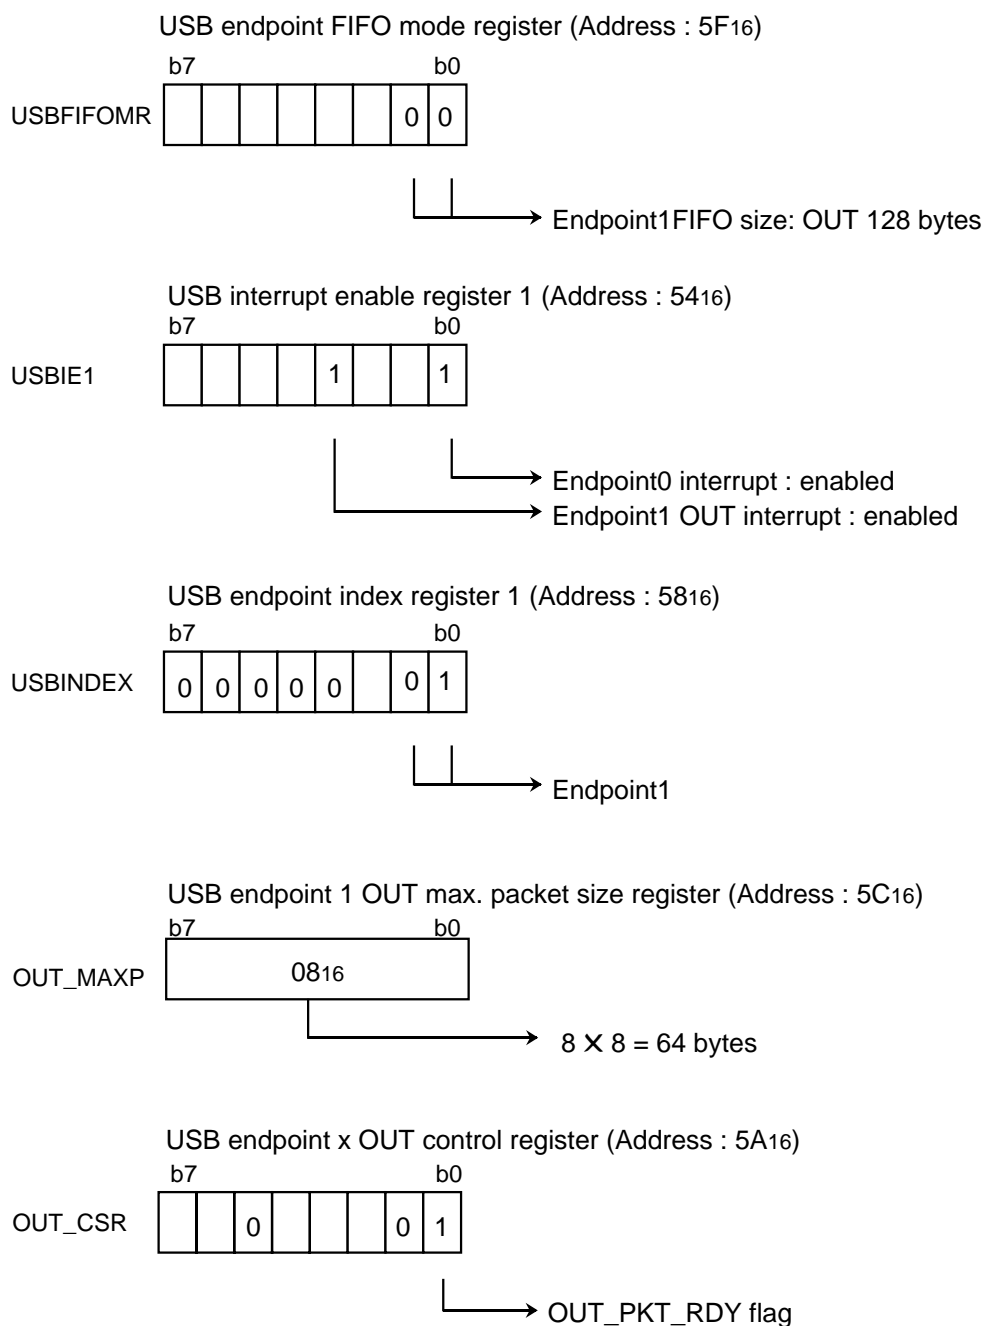 USB endpoint FIFO mode register (Address : 5F16)
b7 b0
USBFIFOMR 0 0
Endpoint1FIFO size: OUT 128 bytes
USB interrupt enable register 1 (Address : 5416)
b7 b0
USBIE1 1 1
Endpoint0 interrupt : enabled
Endpoint1 OUT interrupt : enabled
USB endpoint index register 1 (Address : 5816)
b7 b0
USBINDEX 0 0 0 0 0 0 1
Endpoint1
USB endpoint 1 OUT max. packet size register (Address : 5C16)
b7 b0
OUT_MAXP 0816
8 X 8 = 64 bytes
USB endpoint x OUT control register (Address : 5A16)
b7 b0
OUT_CSR 0 0 1
OUT_PKT_RDY flag